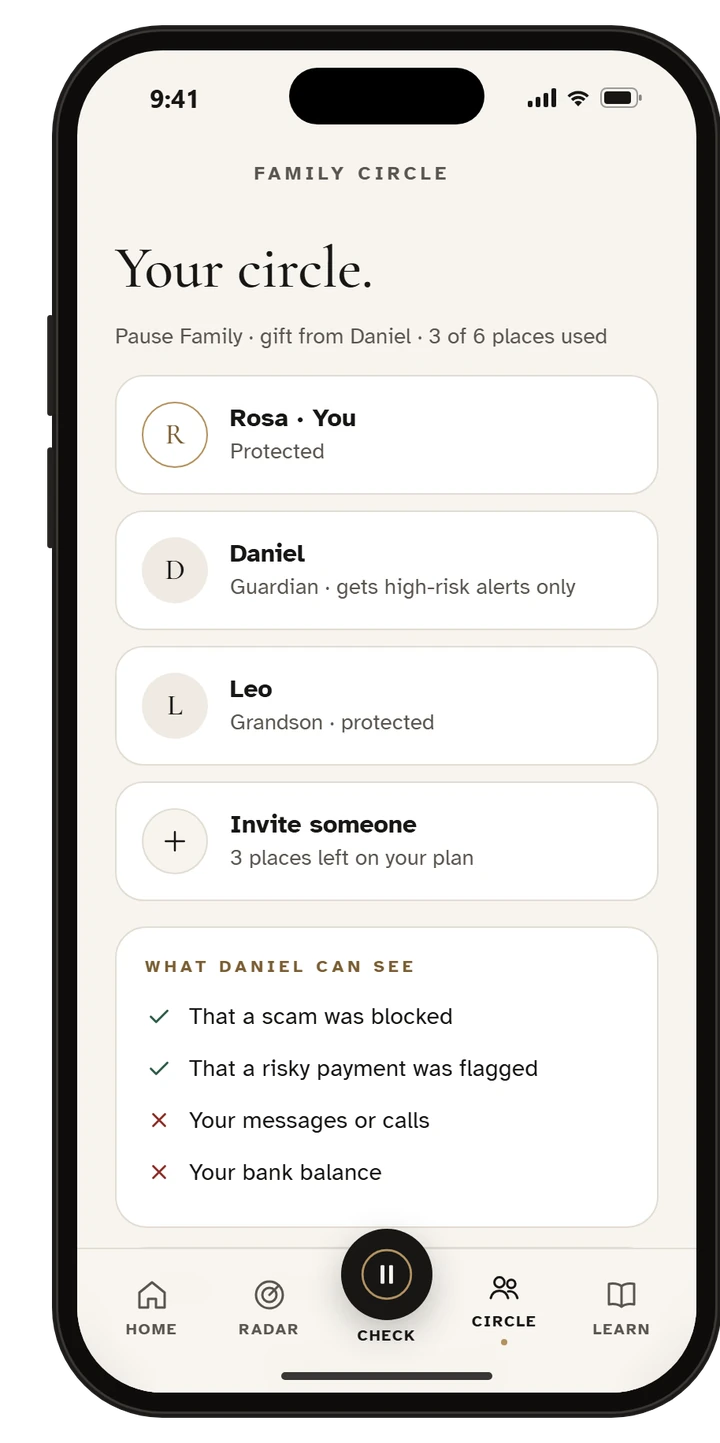 9:41
FAMILY CIRCLE
Your circle.
Pause Family · gift from Daniel · 3 of 6 places used
R
Rosa · You
Protected
D
Daniel
Guardian · gets high-risk alerts only
L
Leo
Grandson · protected
Invite someone
3 places left on your plan
WHAT DANIEL CAN SEE
That a scam was blocked
That a risky payment was flagged
Your messages or calls
Your bank balance
HOME
RADAR
CHECK
CIRCLE
LEARN